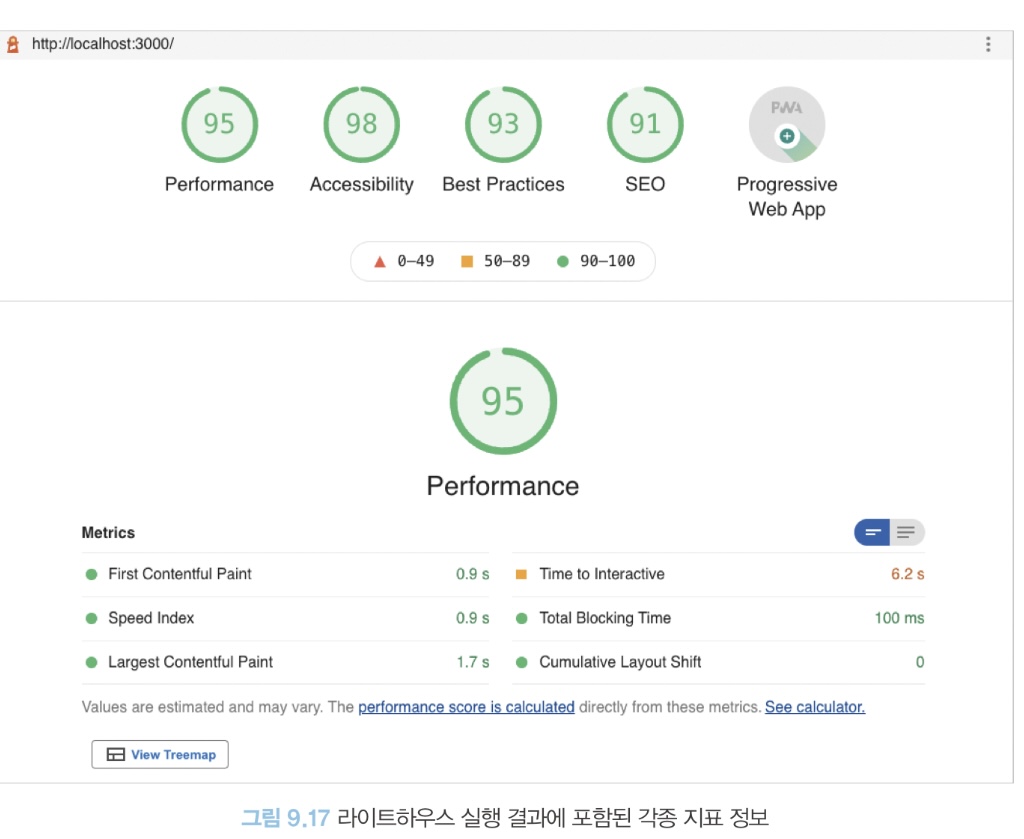 http://localhost:3000/
95
98
93
91
PWA
Performance
Accessibility
Best Practices
SEO
Progressive
Web App
0–49
50–89
90–100
95
Performance
Metrics
First Contentful Paint 0.9 s
Time to Interactive 6.2 s
Speed Index 0.9 s
Total Blocking Time 100 ms
Largest Contentful Paint 1.7 s
Cumulative Layout Shift 0
Values are estimated and may vary. The performance score is calculated directly from these metrics. See calculator.
View Treemap
그림 9.17 라이트하우스 실행 결과에 포함된 각종 지표 정보